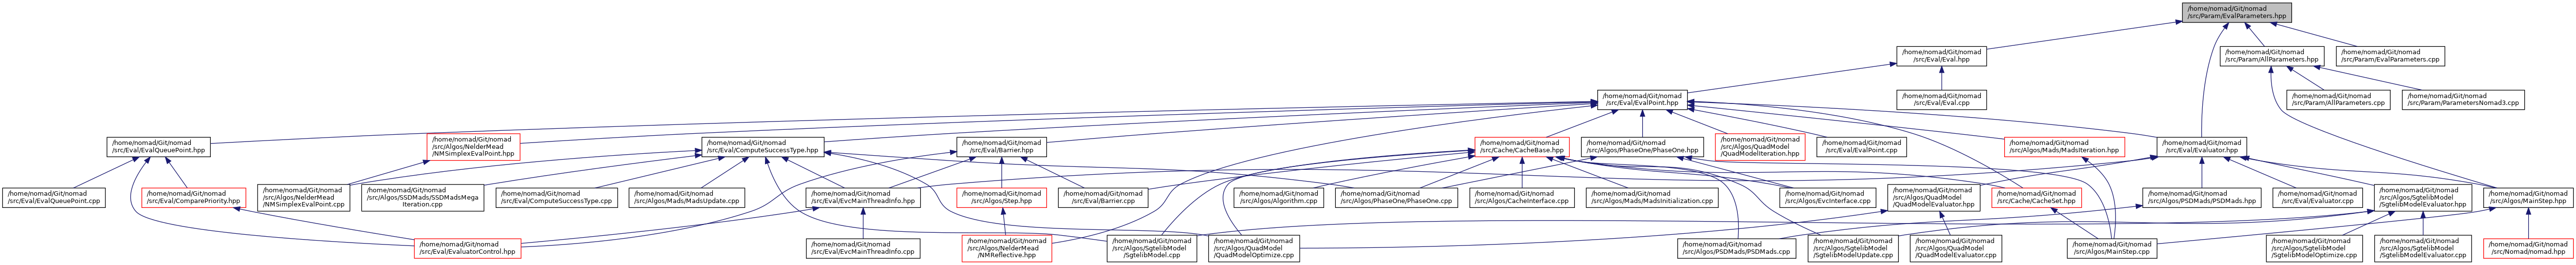 /home/nomad/Git/nomad
/src/Param/EvalParameters.hpp
/home/nomad/Git/nomad
/src/Eval/Eval.hpp
/home/nomad/Git/nomad
/src/Param/AllParameters.hpp
/home/nomad/Git/nomad
/src/Param/EvalParameters.cpp
/home/nomad/Git/nomad
/src/Eval/EvalPoint.hpp
/home/nomad/Git/nomad
/src/Eval/Eval.cpp
/home/nomad/Git/nomad
/src/Param/AllParameters.cpp
/home/nomad/Git/nomad
/src/Param/ParametersNomad3.cpp
/home/nomad/Git/nomad
/src/Eval/EvalQueuePoint.hpp
/home/nomad/Git/nomad
/src/Algos/NelderMead
/NMSimplexEvalPoint.hpp
/home/nomad/Git/nomad
/src/Eval/ComputeSuccessType.hpp
/home/nomad/Git/nomad
/src/Eval/Barrier.hpp
/home/nomad/Git/nomad
/src/Cache/CacheBase.hpp
/home/nomad/Git/nomad
/src/Algos/PhaseOne/PhaseOne.hpp
/home/nomad/Git/nomad
/src/Algos/QuadModel
/QuadModelIteration.hpp
/home/nomad/Git/nomad
/src/Eval/EvalPoint.cpp
/home/nomad/Git/nomad
/src/Algos/Mads/MadsIteration.hpp
/home/nomad/Git/nomad
/src/Eval/Evaluator.hpp
/home/nomad/Git/nomad
/src/Eval/EvalQueuePoint.cpp
/home/nomad/Git/nomad
/src/Eval/ComparePriority.hpp
/home/nomad/Git/nomad
/src/Algos/NelderMead
/NMSimplexEvalPoint.cpp
/home/nomad/Git/nomad
/src/Algos/SSDMads/SSDMadsMega
Iteration.cpp
/home/nomad/Git/nomad
/src/Eval/ComputeSuccessType.cpp
/home/nomad/Git/nomad
/src/Algos/Mads/MadsUpdate.cpp
/home/nomad/Git/nomad
/src/Eval/EvcMainThreadInfo.hpp
/home/nomad/Git/nomad
/src/Algos/Step.hpp
/home/nomad/Git/nomad
/src/Eval/Barrier.cpp
/home/nomad/Git/nomad
/src/Algos/Algorithm.cpp
/home/nomad/Git/nomad
/src/Algos/PhaseOne/PhaseOne.cpp
/home/nomad/Git/nomad
/src/Algos/CacheInterface.cpp
/home/nomad/Git/nomad
/src/Algos/Mads/MadsInitialization.cpp
/home/nomad/Git/nomad
/src/Algos/EvcInterface.cpp
/home/nomad/Git/nomad
/src/Algos/QuadModel
/QuadModelEvaluator.hpp
/home/nomad/Git/nomad
/src/Cache/CacheSet.hpp
/home/nomad/Git/nomad
/src/Algos/PSDMads/PSDMads.hpp
/home/nomad/Git/nomad
/src/Eval/Evaluator.cpp
/home/nomad/Git/nomad
/src/Algos/SgtelibModel
/SgtelibModelEvaluator.hpp
/home/nomad/Git/nomad
/src/Algos/MainStep.hpp
/home/nomad/Git/nomad
/src/Eval/EvaluatorControl.hpp
/home/nomad/Git/nomad
/src/Eval/EvcMainThreadInfo.cpp
/home/nomad/Git/nomad
/src/Algos/NelderMead
/NMReflective.hpp
/home/nomad/Git/nomad
/src/Algos/SgtelibModel
/SgtelibModel.cpp
/home/nomad/Git/nomad
/src/Algos/QuadModel
/QuadModelOptimize.cpp
/home/nomad/Git/nomad
/src/Algos/PSDMads/PSDMads.cpp
/home/nomad/Git/nomad
/src/Algos/SgtelibModel
/SgtelibModelUpdate.cpp
/home/nomad/Git/nomad
/src/Algos/QuadModel
/QuadModelEvaluator.cpp
/home/nomad/Git/nomad
/src/Algos/MainStep.cpp
/home/nomad/Git/nomad
/src/Algos/SgtelibModel
/SgtelibModelOptimize.cpp
/home/nomad/Git/nomad
/src/Algos/SgtelibModel
/SgtelibModelEvaluator.cpp
/home/nomad/Git/nomad
/src/Nomad/nomad.hpp